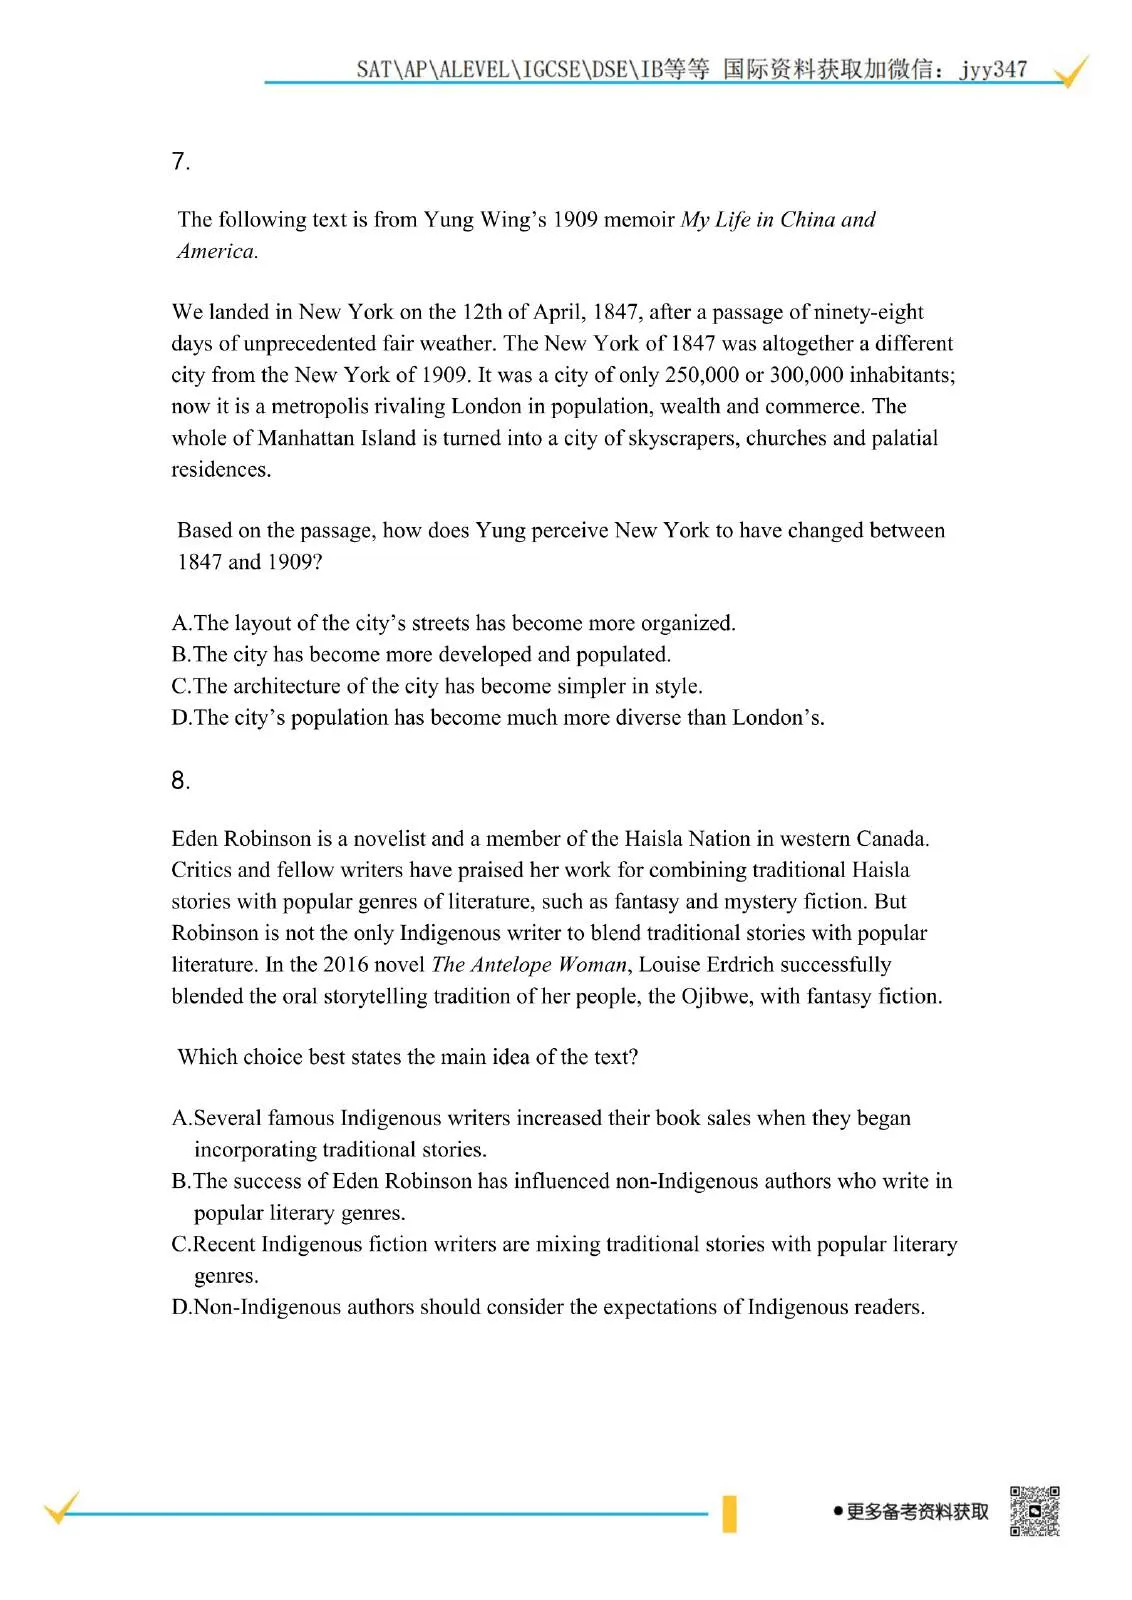 SAT\AP\ALEVEL\IGCSE\DSE\IB等等 国际资料获取加微信：jyy347
7.
The following text is from Yung Wing’s 1909 memoir My Life in China and
America.
We landed in New York on the 12th of April, 1847, after a passage of ninety-eight
days of unprecedented fair weather. The New York of 1847 was altogether a different
city from the New York of 1909. It was a city of only 250,000 or 300,000 inhabitants;
now it is a metropolis rivaling London in population, wealth and commerce. The
whole of Manhattan Island is turned into a city of skyscrapers, churches and palatial
residences.
Based on the passage, how does Yung perceive New York to have changed between
1847 and 1909?
A.The layout of the city’s streets has become more organized.
B.The city has become more developed and populated.
C.The architecture of the city has become simpler in style.
D.The city’s population has become much more diverse than London’s.
8.
Eden Robinson is a novelist and a member of the Haisla Nation in western Canada.
Critics and fellow writers have praised her work for combining traditional Haisla
stories with popular genres of literature, such as fantasy and mystery fiction. But
Robinson is not the only Indigenous writer to blend traditional stories with popular
literature. In the 2016 novel The Antelope Woman, Louise Erdrich successfully
blended the oral storytelling tradition of her people, the Ojibwe, with fantasy fiction.
Which choice best states the main idea of the text?
A.Several famous Indigenous writers increased their book sales when they began
incorporating traditional stories.
B.The success of Eden Robinson has influenced non-Indigenous authors who write in
popular literary genres.
C.Recent Indigenous fiction writers are mixing traditional stories with popular literary
genres.
D.Non-Indigenous authors should consider the expectations of Indigenous readers.
●更多备考资料获取